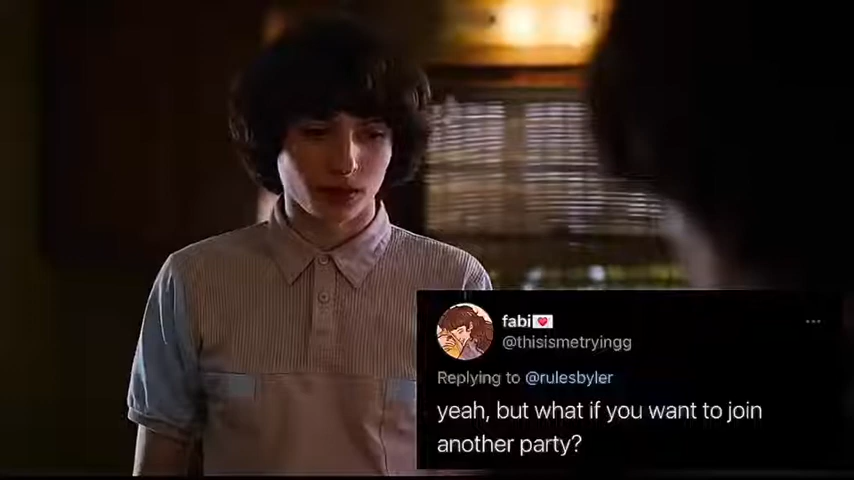 fabi💌
@thisismetryingg
Replying to @rulesbyler
yeah, but what if you want to join
another party?